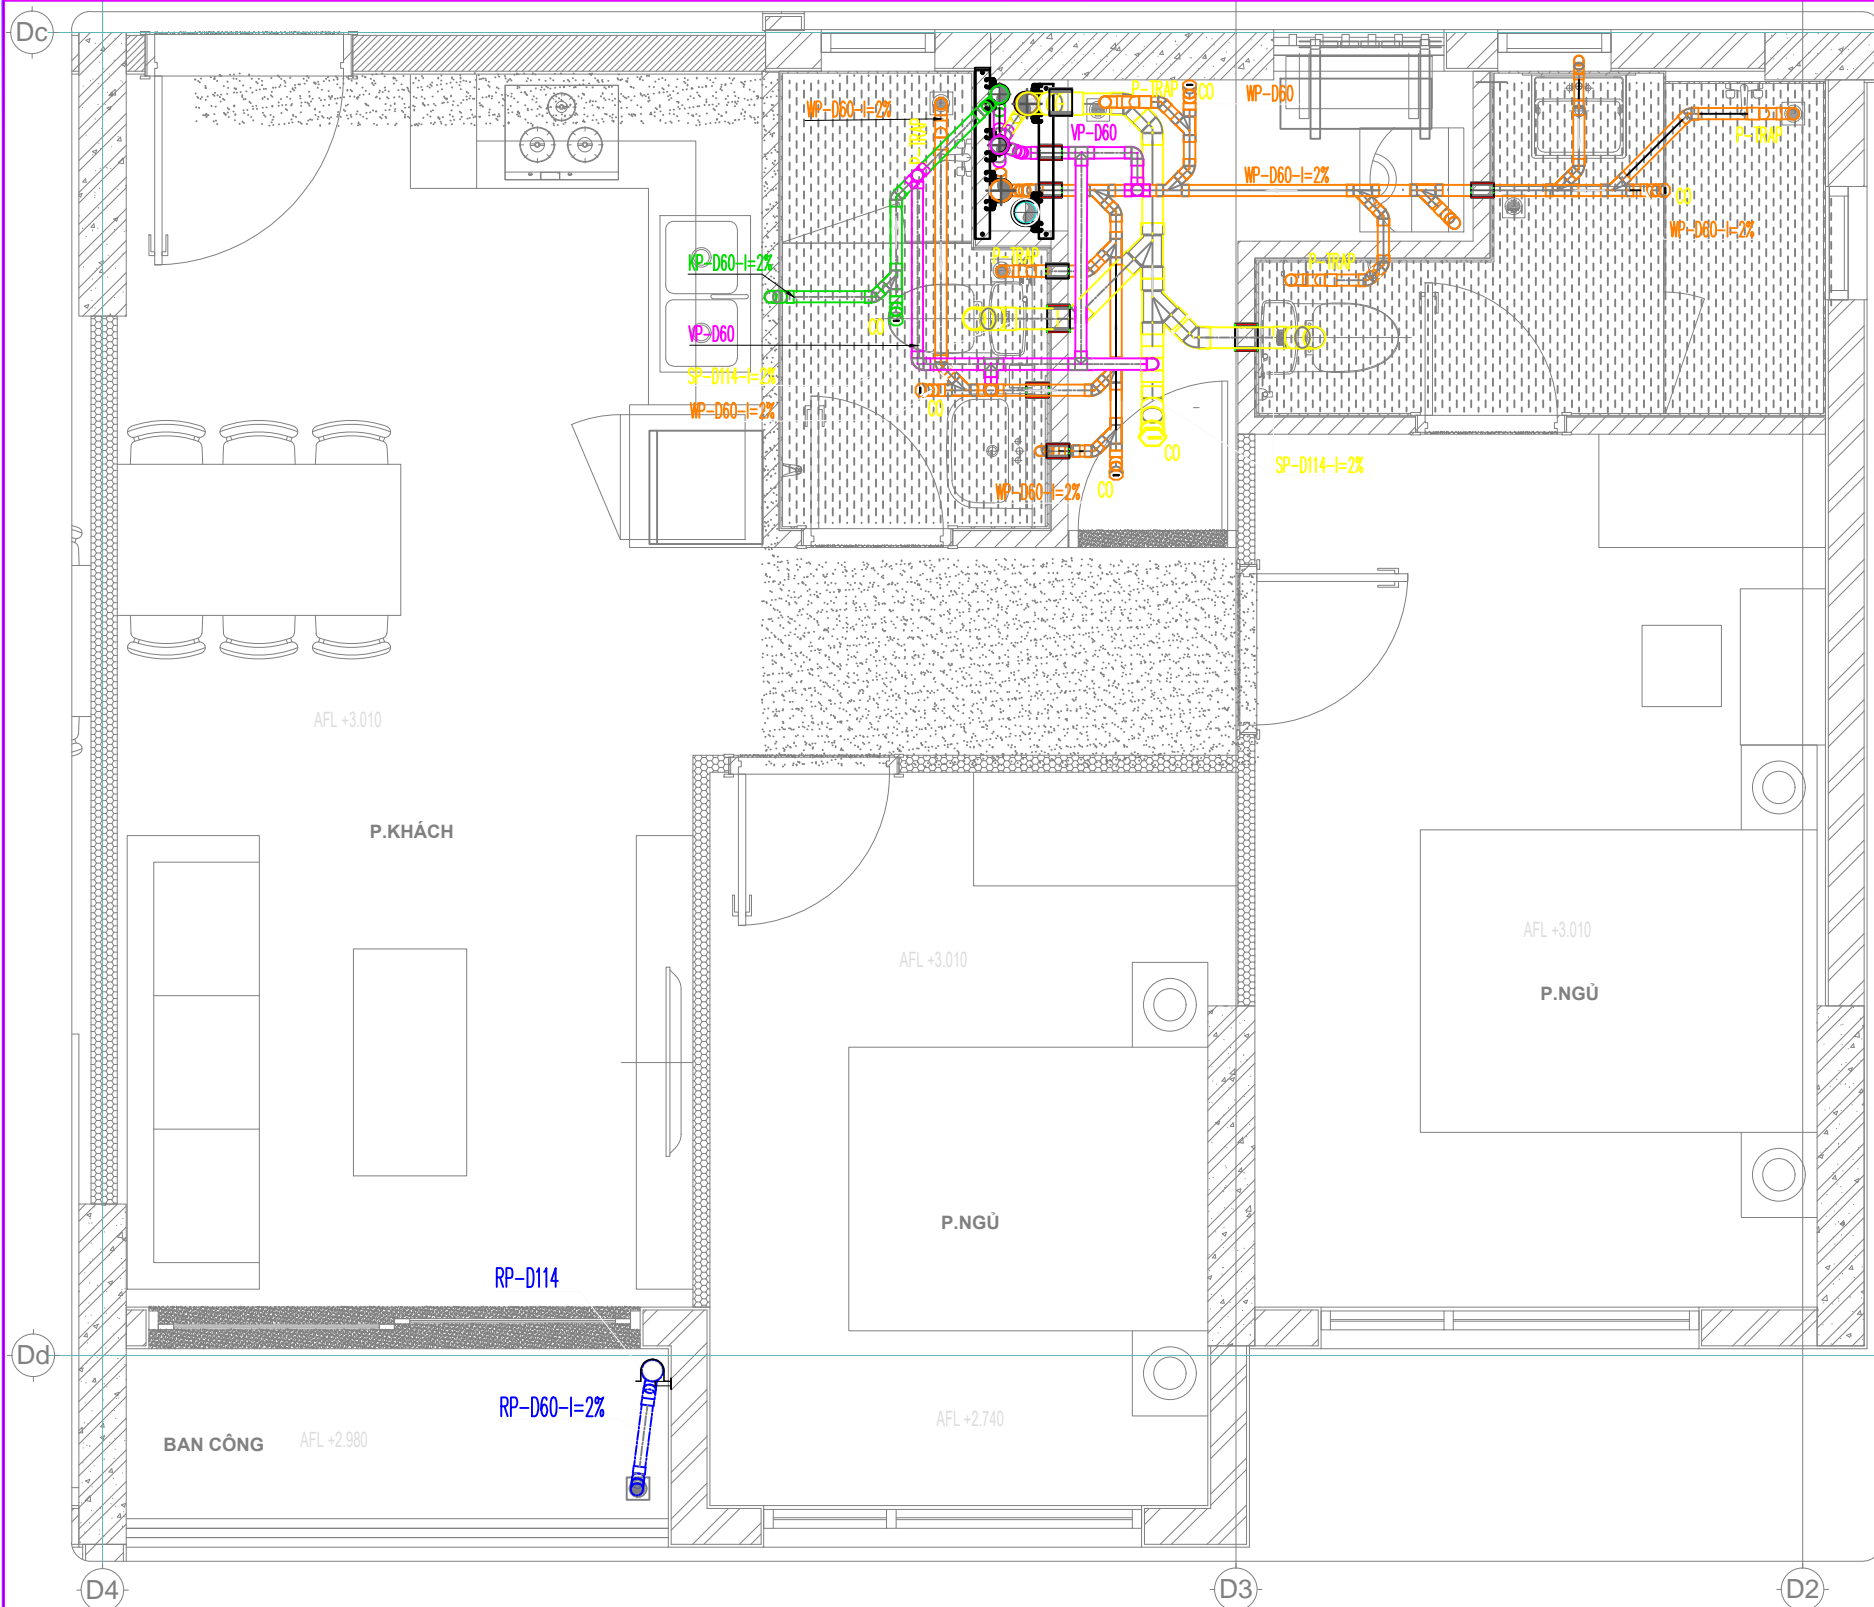 Dc
P-TRAP
WP-D60-I=2%
CO
WP-D60
VP-D60
P-TRAP
P-TRAP
WP-D60-I=2%
CO
WP-D60-I=2%
P-TRAP
KP-D60-I=2%
P-TRAP
CO
VP-D60
SP-D114-I=2%
WP-D60-I=2%
CO
CO
SP-D114-I=2%
WP-D60-I=2%
CO
AFL +3.010
P.KHÁCH
AFL +3.010
AFL +3.010
P.NGỦ
P.NGỦ
RP-D114
Dd
RP-D60-I=2%
AFL +2.740
BAN CÔNG
AFL +2.980
D4
D3
D2